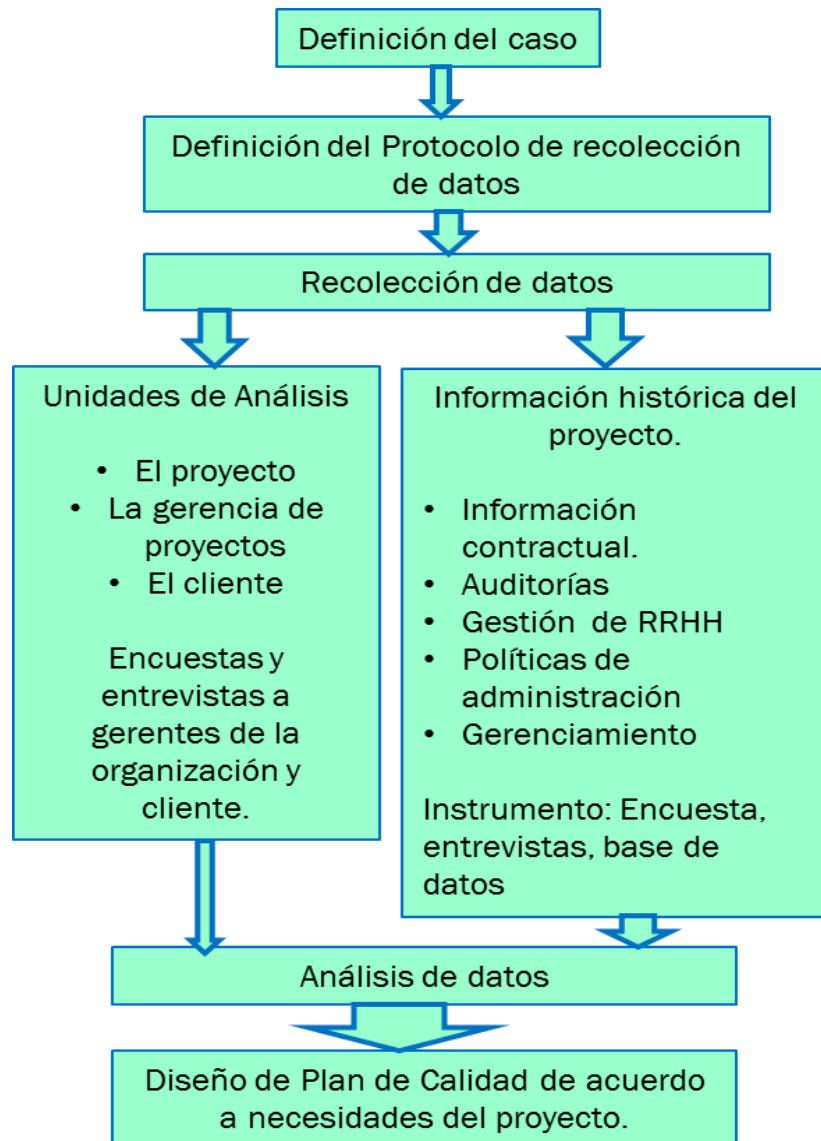 Definición del caso
Definición del Protocolo de recolección
de datos
Recolección de datos
Unidades de Análisis
• El proyecto
• La gerencia de
proyectos
• El cliente
Encuestas y
entrevistas a
gerentes de la
organización y
cliente.
Información histórica del
proyecto.
• Información
contractual.
• Auditorías
• Gestión de RRHH
• Políticas de
administración
• Gerenciamiento
Instrumento: Encuesta,
entrevistas, base de
datos
Análisis de datos
Diseño de Plan de Calidad de acuerdo
a necesidades del proyecto.